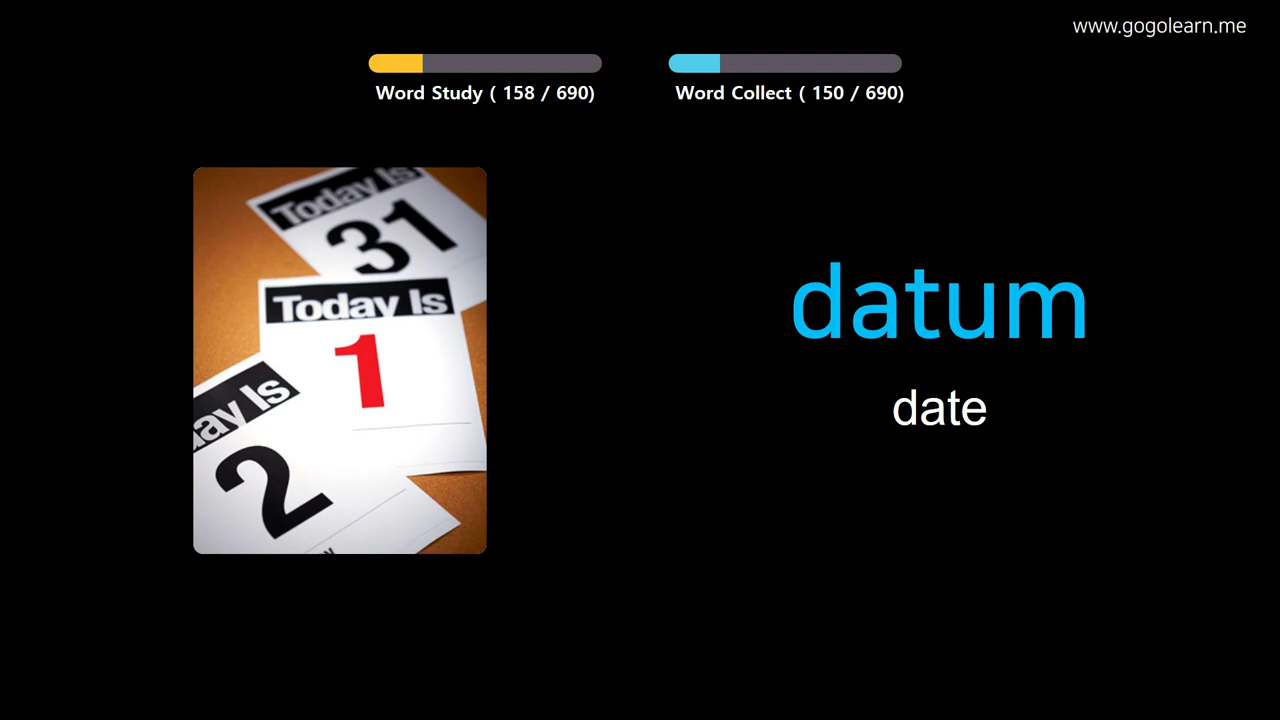 www.gogolearn.me
Word Study ( 158 / 690)
Word Collect ( 150 / 690)
Today Is
31
Today Is
1
day Is
2
datum
date